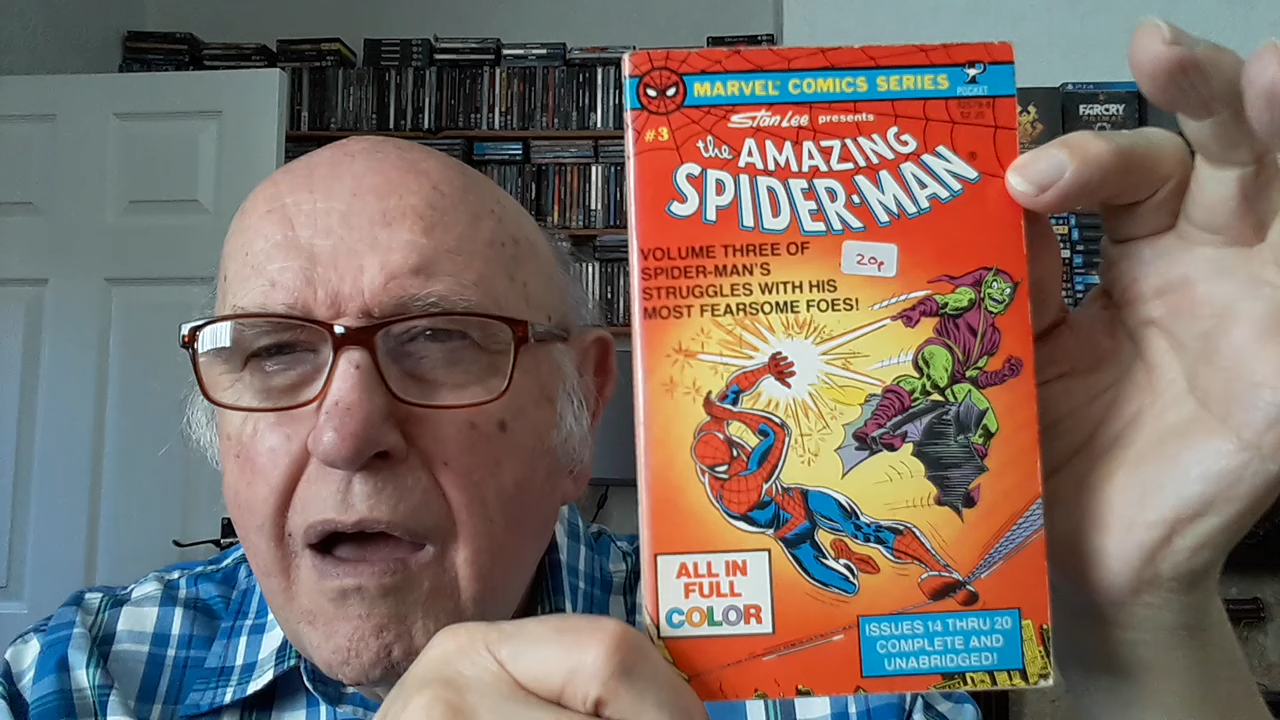 MARVEL COMICS SERIES
POCKET
Stan Lee presents
#3
the AMAZING
SPIDER-MAN
VOLUME THREE OF
SPIDER-MAN'S
STRUGGLES WITH HIS
MOST FEARSOME FOES!
20p
ALL IN
FULL
COLOR
ISSUES 14 THRU 20
COMPLETE AND
UNABRIDGED!
PS4
FARCRY
PRIMAL